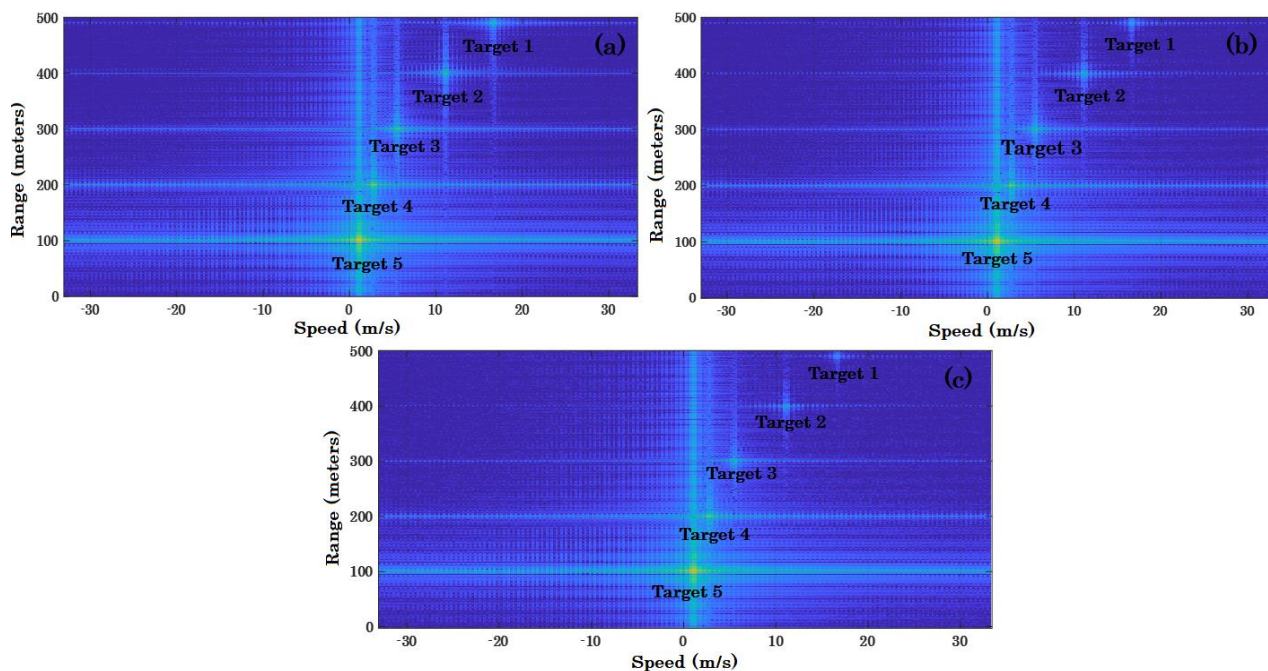 500
(a)
Target 1
400
Target 2
Range (meters)
300
Target 3
200
Target 4
100
Target 5
0
-30 -20 -10 0 10 20 30
Speed (m/s)
500
(b)
Target 1
400
Target 2
Range (meters)
300
Target 3
200
Target 4
100
Target 5
0
-30 -20 -10 0 10 20 30
Speed (m/s)
500
(c)
Target 1
400
Target 2
Range (meters)
300
Target 3
200
Target 4
100
Target 5
0
-30 -20 -10 0 10 20 30
Speed (m/s)